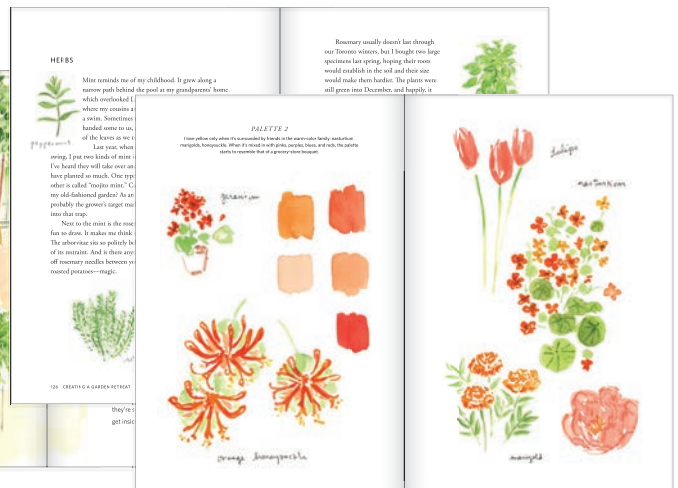 HERBS
Mint reminds me of my childhood. It grew along a
narrow path behind the pool at my grandparents' home
which overlooked L
where my cousins a
a swim. Sometimes
handed some to us,
of the leaves as we t
Last year, when
swing, I put two kinds of mint i
I've heard they will take over an
have planted so much. One typ
other is called "mojito mint." C
my old-fashioned garden? As an
probably the grower's target ma
into that trap.
Next to the mint is the rose
fun to draw. It makes me think
The arborvitae sits so politely b
of its restraint. And is there any
off rosemary needles between yo
roasted potatoes—magic.
peppermint
126 CREATING A GARDEN RETREAT
Rosemary usually doesn't last through
our Toronto winters, but I bought two large
specimens last spring, hoping their roots
would establish in the soil and their size
would make them hardier. The plants were
still green into December, and happily, it
they're s
get insid
PALETTE 2
I love yellow only when it's surrounded by friends in the warm-color family: nasturtium
marigolds, honeysuckle. When it's mixed in with pinks, purples, blues, and reds, the palette
starts to resemble that of a grocery-store bouquet.
geranium
orange honeysuckle
tulips
nasturtium
marigold